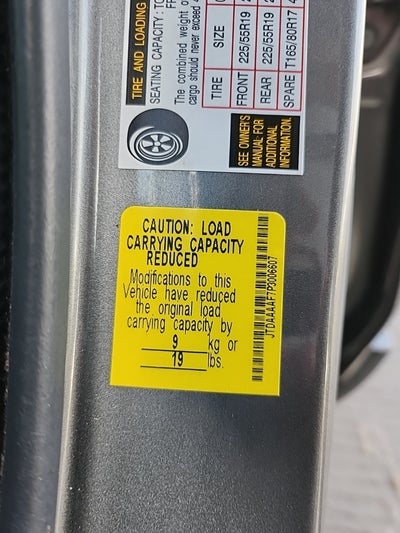 TIRE AND LOADING
SEATING CAPACITY: TO
The combined weight of
cargo should never exceed
TIRE SIZE
FRONT 225/55R19
REAR 225/55R19
SPARE T165/80R17
SEE OWNER'S
MANUAL FOR
ADDITIONAL
INFORMATION.
CAUTION: LOAD
CARRYING CAPACITY
REDUCED
Modifications to this
Vehicle have reduced
the original load
carrying capacity by
9 kg or
19 lbs.
JTDAAAAF7P3006607